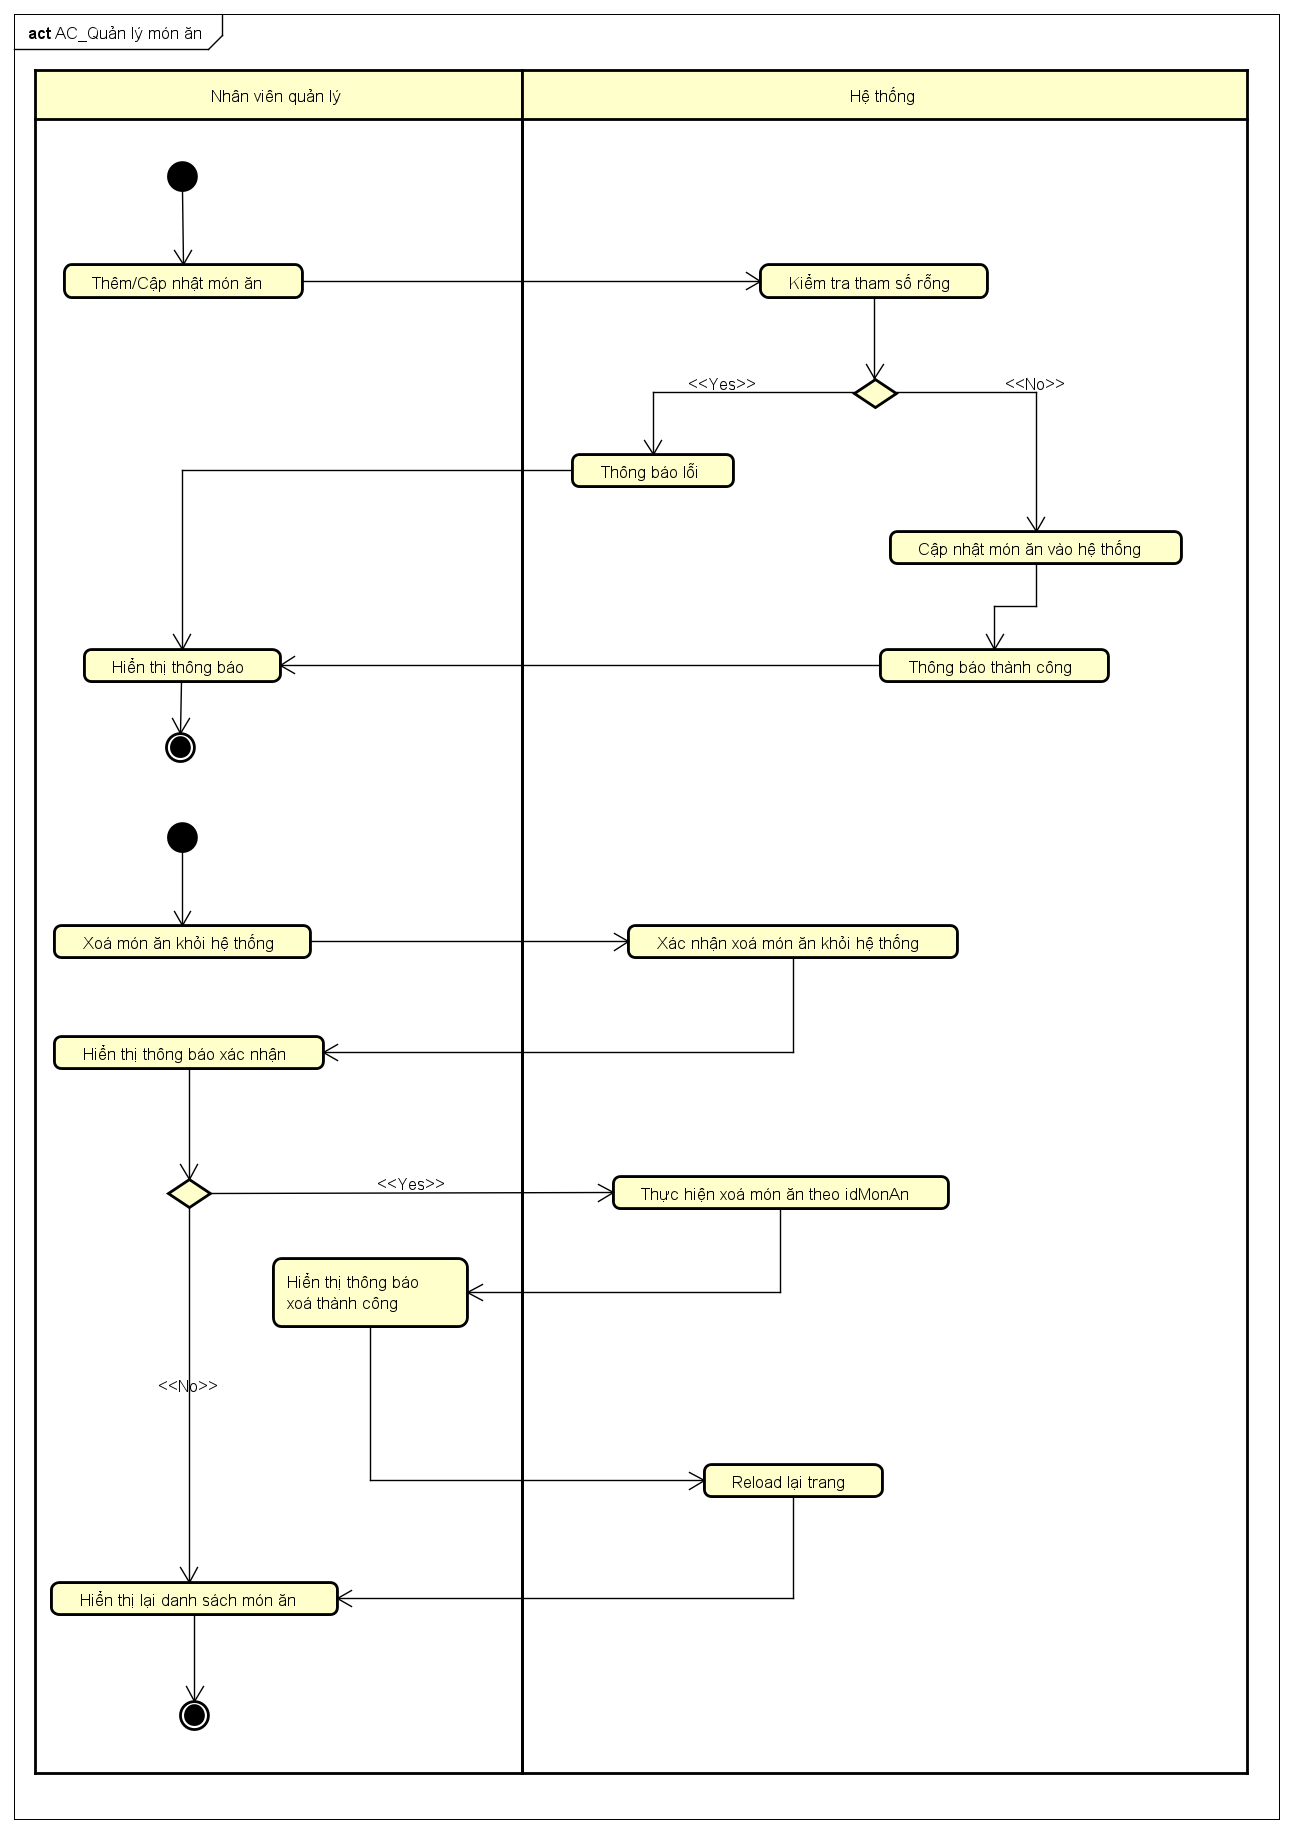 act AC_Quản lý món ăn
Nhân viên quản lý
Hệ thống
Thêm/Cập nhật món ăn
Kiểm tra tham số rỗng
<<Yes>>
<<No>>
Thông báo lỗi
Cập nhật món ăn vào hệ thống
Hiển thị thông báo
Thông báo thành công
Xoá món ăn khỏi hệ thống
Xác nhận xoá món ăn khỏi hệ thống
Hiển thị thông báo xác nhận
<<Yes>>
Thực hiện xoá món ăn theo idMonAn
Hiển thị thông báo
xoá thành công
<<No>>
Reload lại trang
Hiển thị lại danh sách món ăn